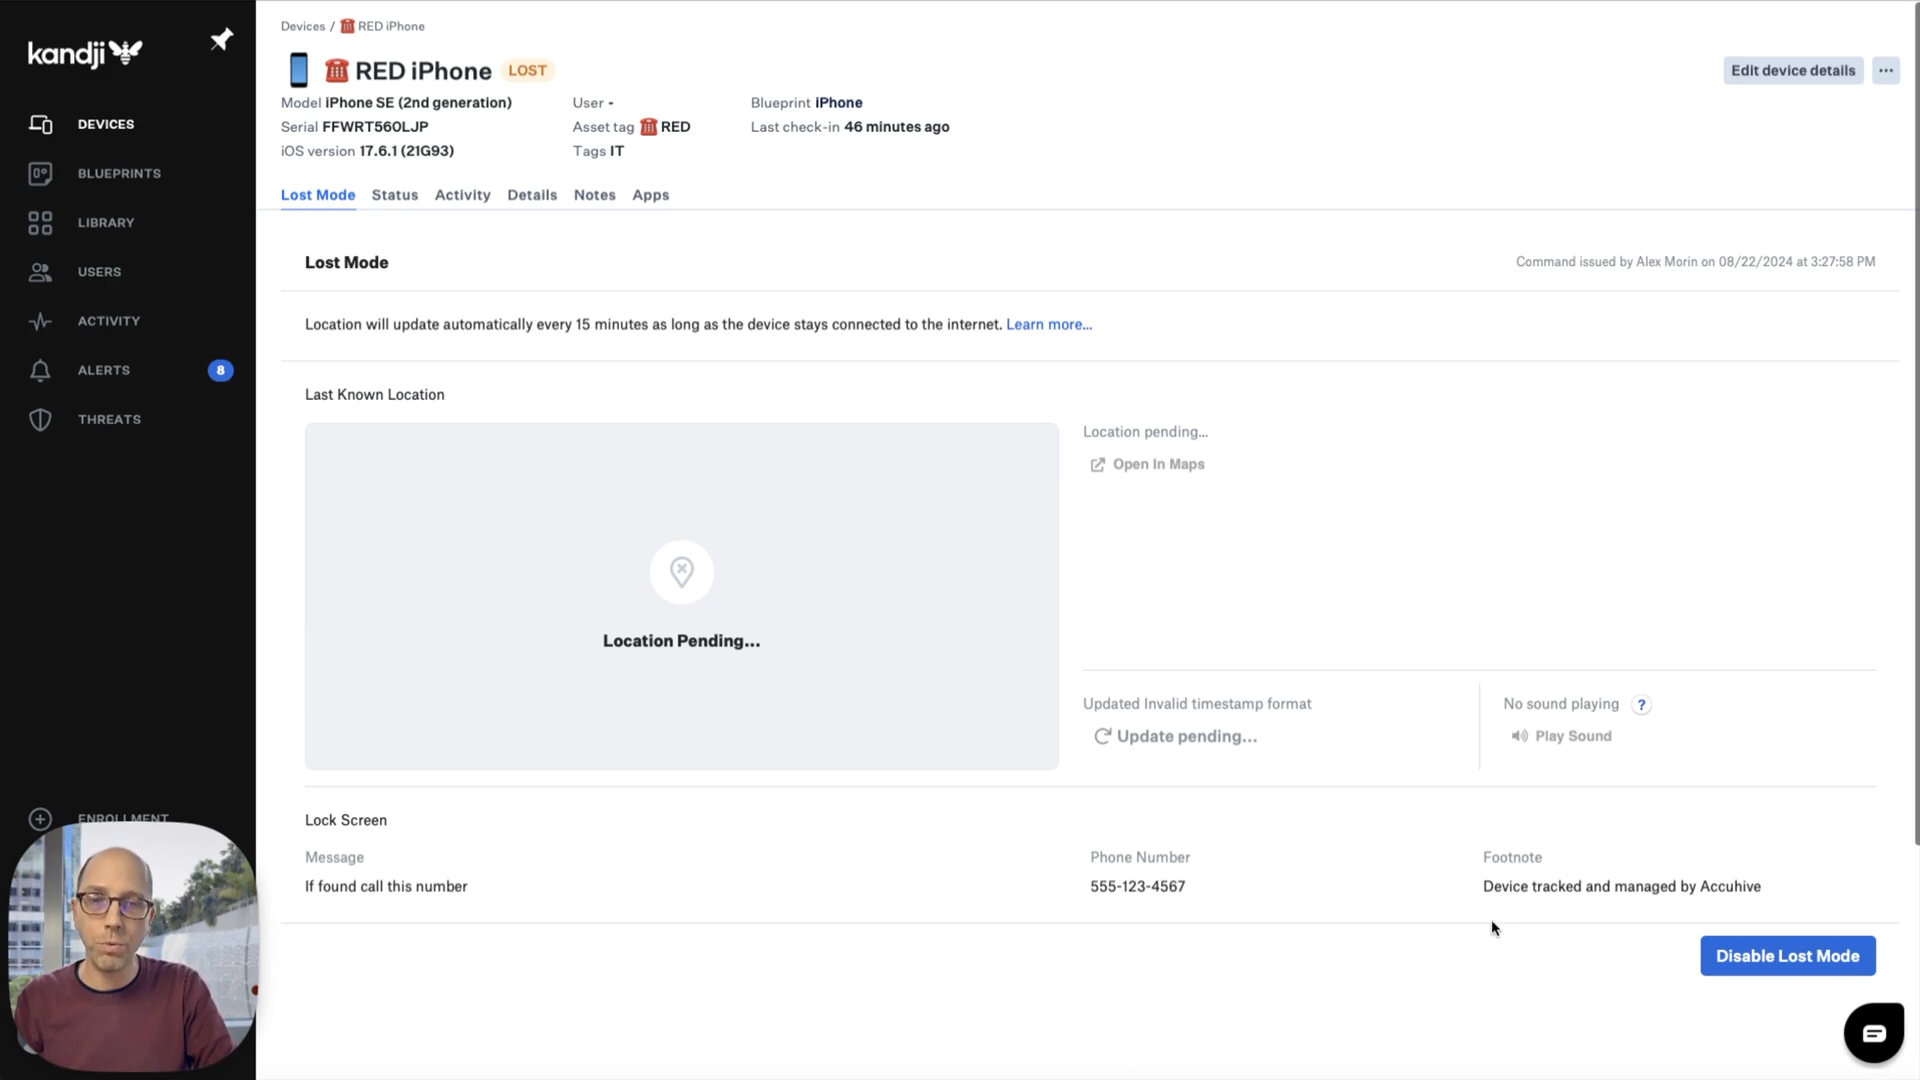 kandji
DEVICES
BLUEPRINTS
LIBRARY
USERS
ACTIVITY
ALERTS
8
THREATS
ENROLLMENT
Devices / ☎️ RED iPhone
☎️ RED iPhone LOST
Edit device details
Model iPhone SE (2nd generation)
User -
Blueprint iPhone
Serial FFWRT560LJP
Asset tag ☎️ RED
Last check-in 46 minutes ago
iOS version 17.6.1 (21G93)
Tags IT
Lost Mode Status Activity Details Notes Apps
Lost Mode
Command issued by Alex Morin on 08/22/2024 at 3:27:58 PM
Location will update automatically every 15 minutes as long as the device stays connected to the internet. Learn more...
Last Known Location
Location Pending...
Location pending...
Open In Maps
Updated Invalid timestamp format
Update pending...
No sound playing ?
Play Sound
Lock Screen
Message
If found call this number
Phone Number
555-123-4567
Footnote
Device tracked and managed by Accuhive
Disable Lost Mode